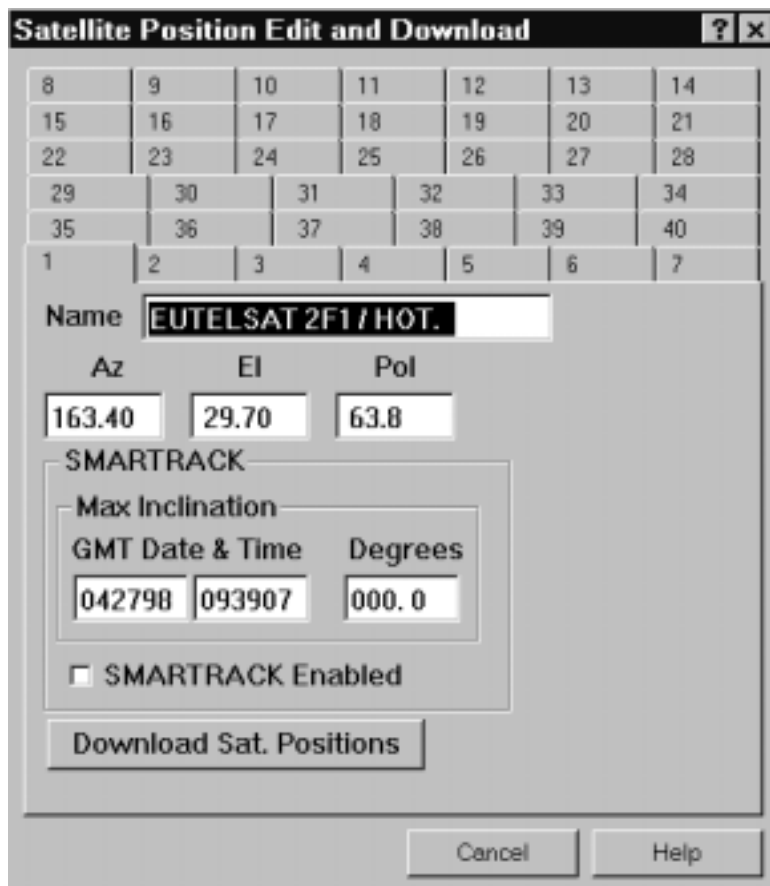 Satellite Position Edit and Download ? ×
8 9 10 11 12 13 14
15 16 17 18 19 20 21
22 23 24 25 26 27 28
29 30 31 32 33 34
35 36 37 38 39 40
1 2 3 4 5 6 7
Name EUTELSAT 2F1 / HOT.
Az El Pol
163.40 29.70 63.8
SMARTRACK
Max Inclination
GMT Date & Time Degrees
042798 093907 000. 0
SMARTRACK Enabled
Download Sat. Positions
Cancel Help